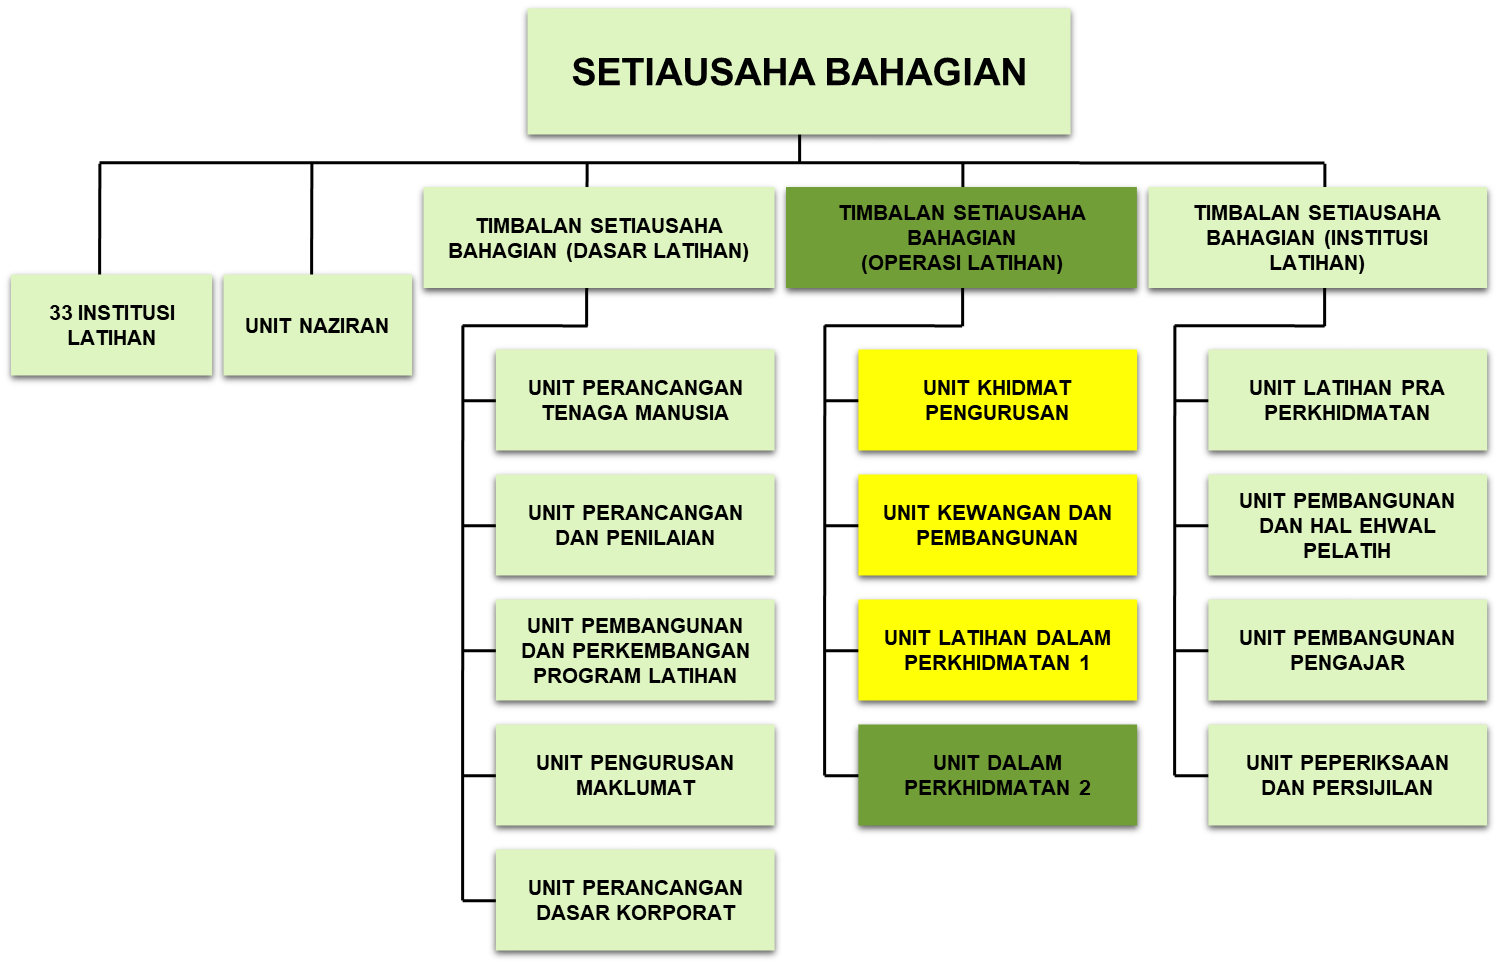 SETIAUSAHA BAHAGIAN
33 INSTITUSI
LATIHAN
UNIT NAZIRAN
TIMBALAN SETIAUSAHA
BAHAGIAN (DASAR LATIHAN)
UNIT PERANCANGAN
TENAGA MANUSIA
UNIT PERANCANGAN
DAN PENILAIAN
UNIT PEMBANGUNAN
DAN PERKEMBANGAN
PROGRAM LATIHAN
UNIT PENGURUSAN
MAKLUMAT
UNIT PERANCANGAN
DASAR KORPORAT
TIMBALAN SETIAUSAHA
BAHAGIAN
(OPERASI LATIHAN)
UNIT KHIDMAT
PENGURUSAN
UNIT KEWANGAN DAN
PEMBANGUNAN
UNIT LATIHAN DALAM
PERKHIDMATAN 1
UNIT DALAM
PERKHIDMATAN 2
TIMBALAN SETIAUSAHA
BAHAGIAN (INSTITUSI
LATIHAN)
UNIT LATIHAN PRA
PERKHIDMATAN
UNIT PEMBANGUNAN
DAN HAL EHWAL
PELATIH
UNIT PEMBANGUNAN
PENGAJAR
UNIT PEPERIKSAAN
DAN PERSIJILAN